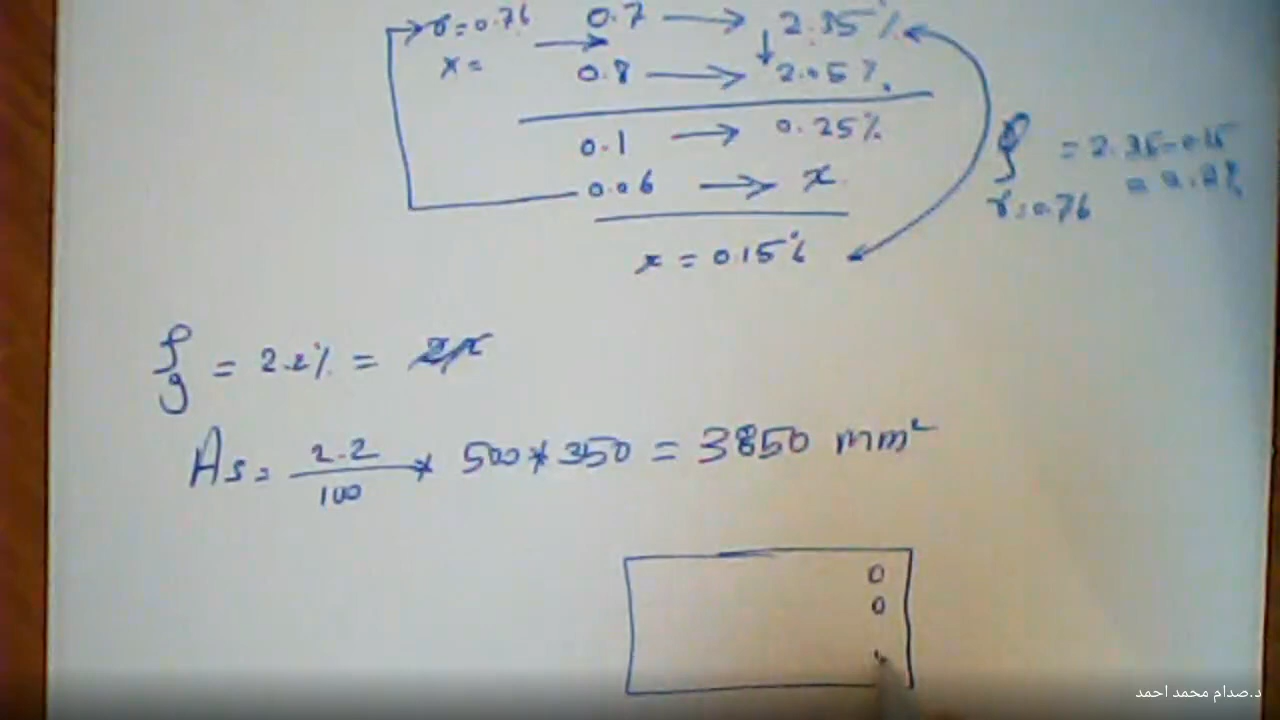 γ = 0.76 0.7 → 2.35%
x = → 0.8 → 2.05%
0.1 → 0.25%
0.06 → x
x = 0.15%
ρ = 2.35-0.15
γ = 0.76 = 2.2%
ρg = 2.2% =
As = 2.2/100 * 500 * 350 = 3850 mm²
د.صدام محمد احمد